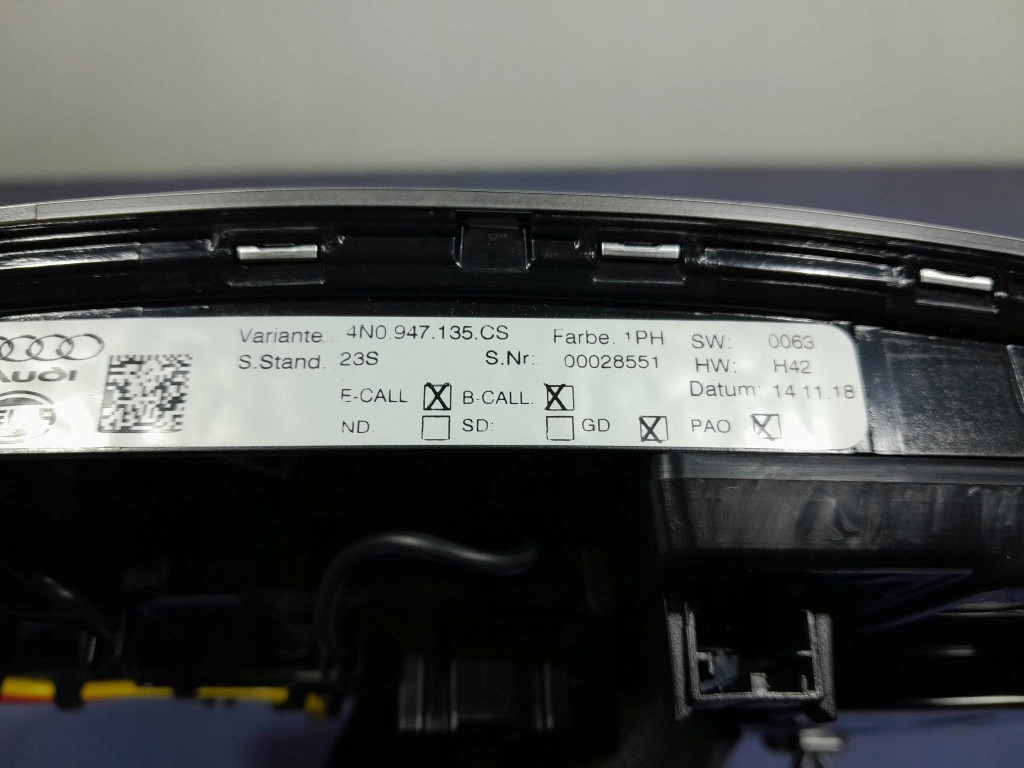 Variante... 4N0.947.135.CS Farbe. 1PH SW: 0063
S.Stand. 23S S.Nr: 00028551 HW: H42
Audi E-CALL B-CALL. Datum: 14 11.18
ND. SD: GD PAO